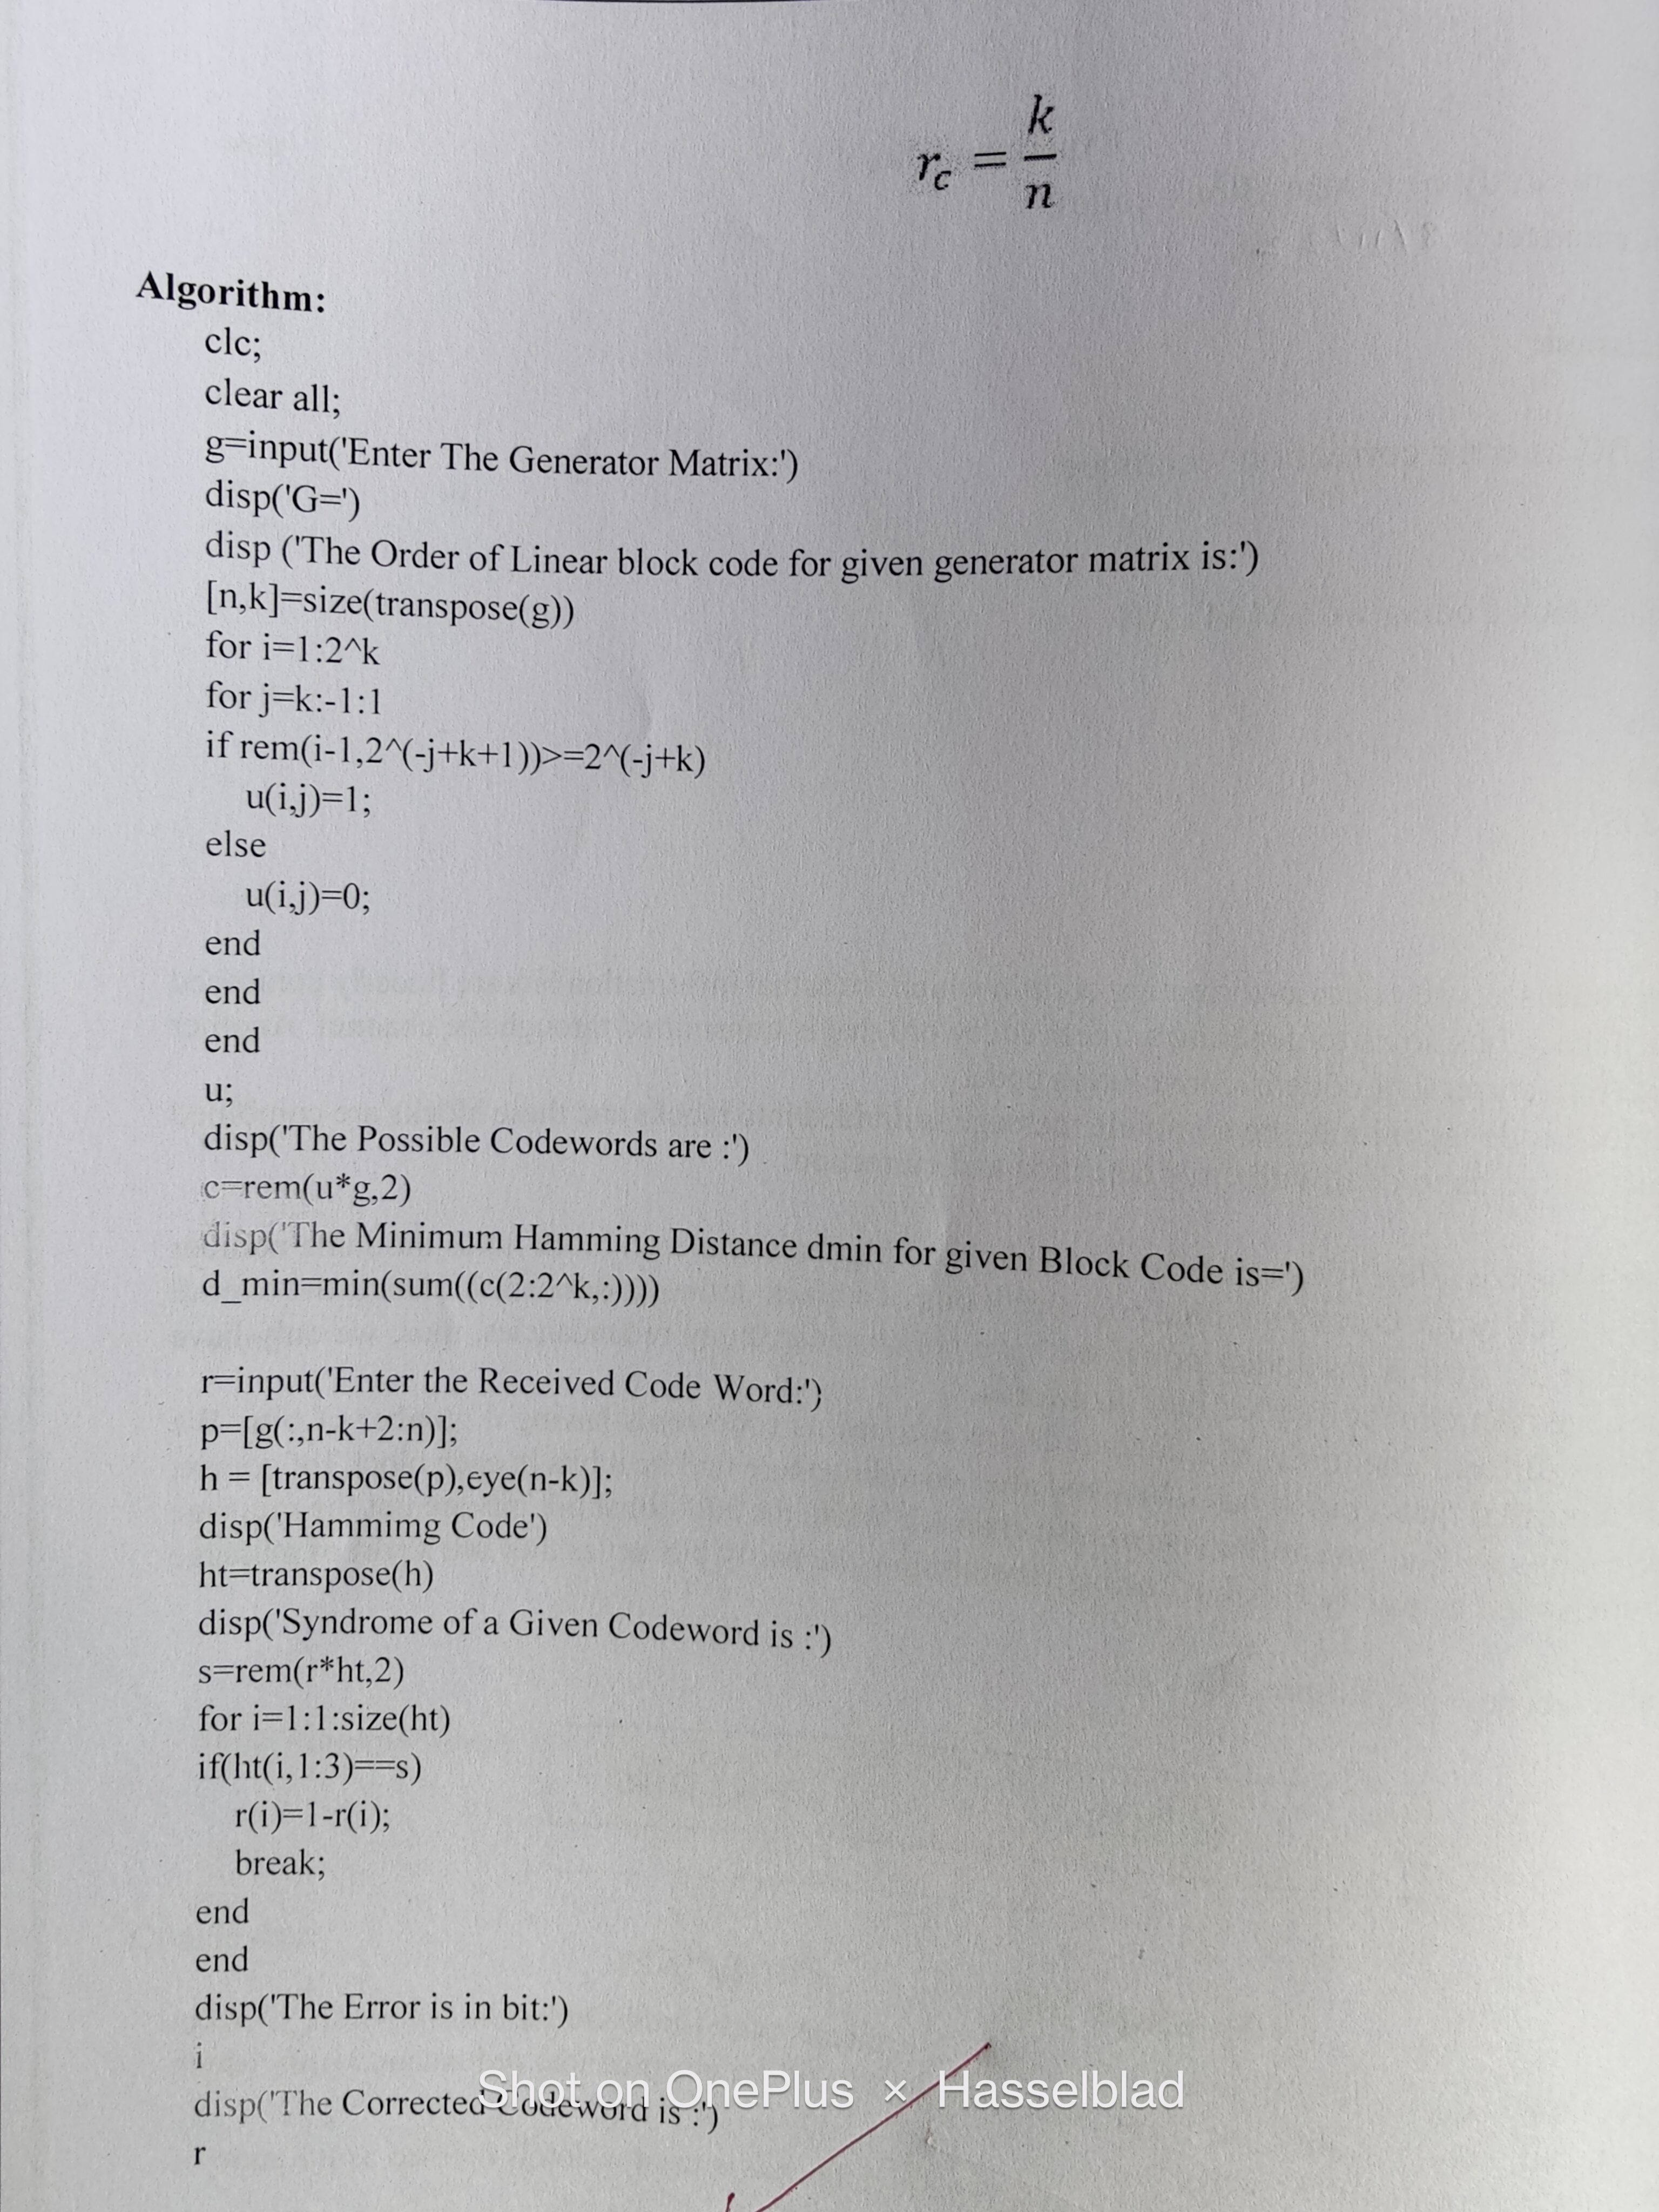 r_c = k/n
Algorithm:
clc;
clear all;
g=input('Enter The Generator Matrix:')
disp('G=')
disp ('The Order of Linear block code for given generator matrix is:')
[n,k]=size(transpose(g))
for i=1:2^k
for j=k:-1:1
if rem(i-1,2^(-j+k+1))>=2^(-j+k)
u(i,j)=1;
else
u(i,j)=0;
end
end
end
u;
disp('The Possible Codewords are :')
c=rem(u*g,2)
disp('The Minimum Hamming Distance dmin for given Block Code is=')
d_min=min(sum((c(2:2^k,:))))
r=input('Enter the Received Code Word:')
p=[g(:,n-k+2:n)];
h = [transpose(p),eye(n-k)];
disp('Hammimg Code')
ht=transpose(h)
disp('Syndrome of a Given Codeword is :')
s=rem(r*ht,2)
for i=1:1:size(ht)
if(ht(i,1:3)==s)
r(i)=1-r(i);
break;
end
end
disp('The Error is in bit:')
i
disp('The Corrected Codeword is :')
r
Shot on OnePlus × Hasselblad